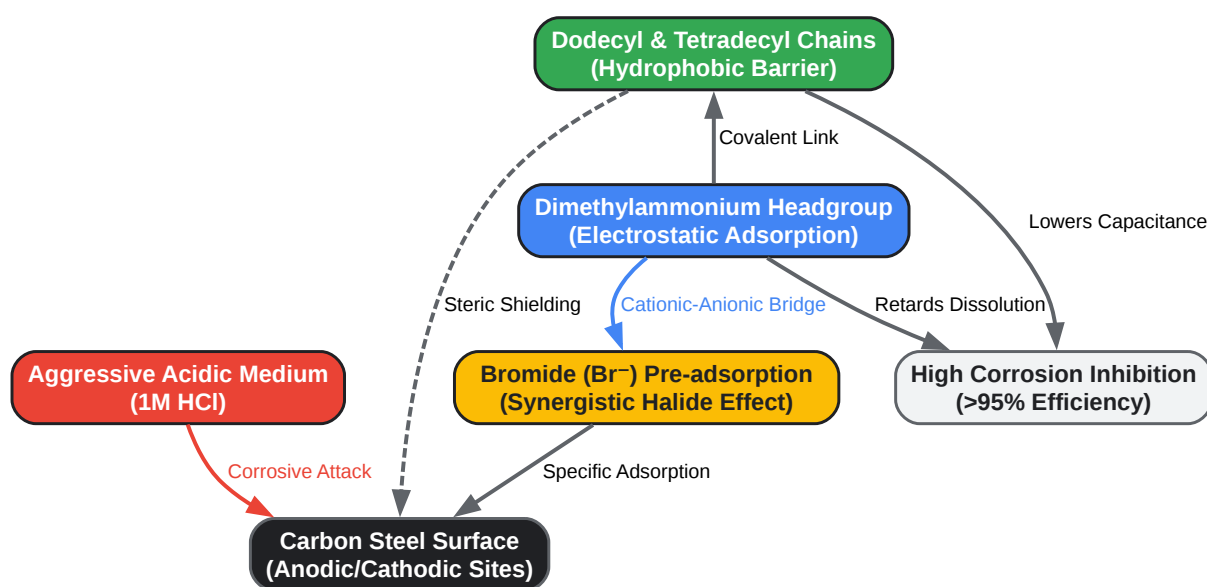 Dodecyl & Tetradecyl Chains
(Hydrophobic Barrier)
Covalent Link
Dimethylammonium Headgroup
(Electrostatic Adsorption)
Lowers Capacitance
Steric Shielding
Cationic-Anionic Bridge
Retards Dissolution
Aggressive Acidic Medium
(1M HCl)
Bromide (Br⁻) Pre-adsorption
(Synergistic Halide Effect)
High Corrosion Inhibition
(>95% Efficiency)
Corrosive Attack
Specific Adsorption
Carbon Steel Surface
(Anodic/Cathodic Sites)